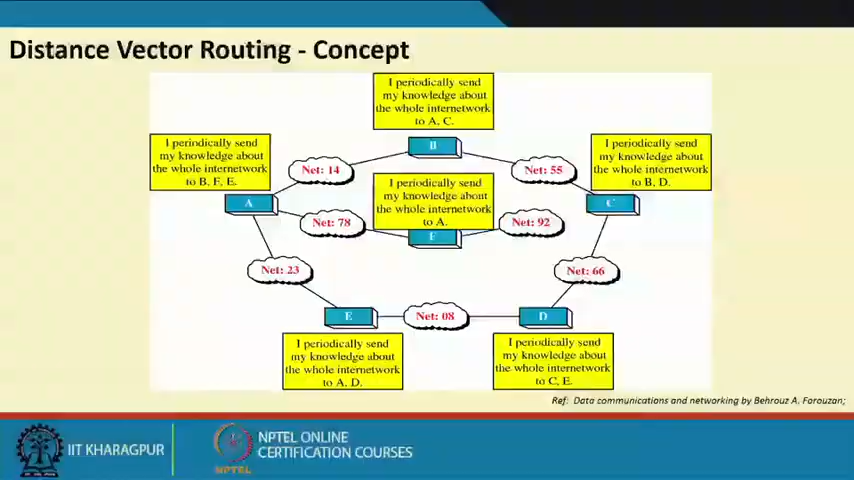 Distance Vector Routing - Concept
I periodically send
my knowledge about
the whole internetwork
to A, C.
B
I periodically send
my knowledge about
the whole internetwork
to B, F, E.
A
Net: 14
Net: 55
I periodically send
my knowledge about
the whole internetwork
to B, D.
C
I periodically send
my knowledge about
the whole internetwork
to A.
F
Net: 78
Net: 92
Net: 23
Net: 66
E
Net: 08
D
I periodically send
my knowledge about
the whole internetwork
to A, D.
I periodically send
my knowledge about
the whole internetwork
to C, E.
Ref: Data communications and networking by Behrouz A. Forouzan;
IIT KHARAGPUR
NPTEL
NPTEL ONLINE
CERTIFICATION COURSES